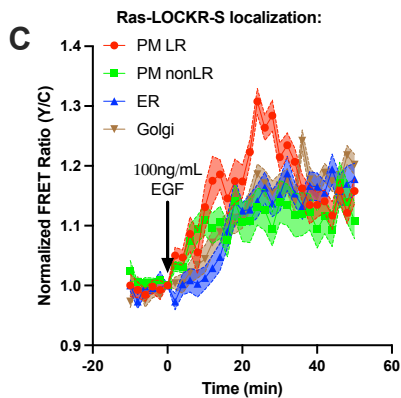 Ras-LOCKR-S localization:
C
PM LR
PM nonLR
ER
Golgi
100ng/mL
EGF
Normalized FRET Ratio (Y/C)
1.4
1.3
1.2
1.1
1.0
0.9
-20
0
20
40
60
Time (min)